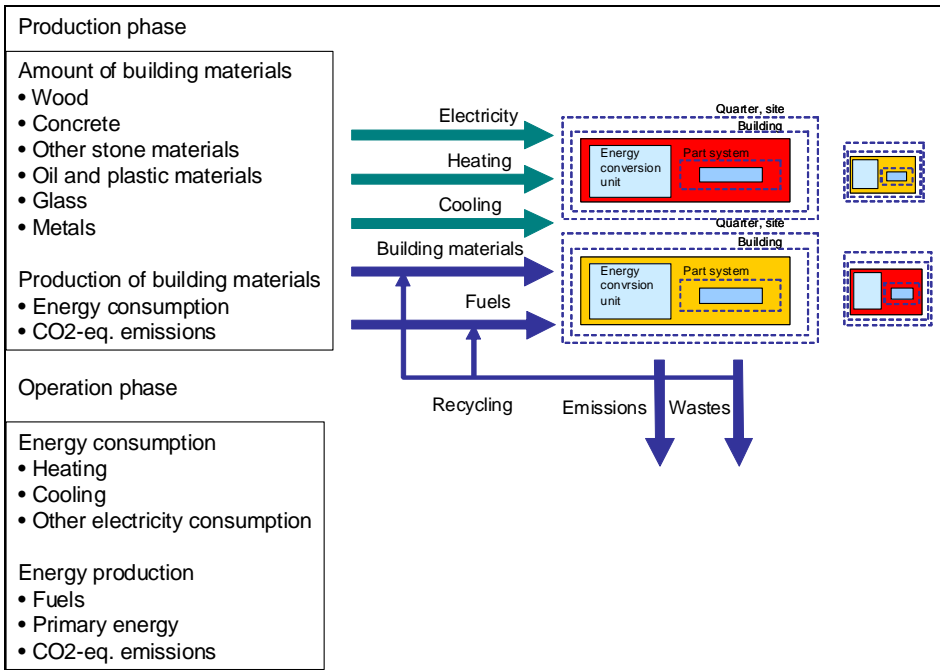 Production phase
Amount of building materials
• Wood
• Concrete
• Other stone materials
• Oil and plastic materials
• Glass
• Metals
Production of building materials
• Energy consumption
• CO2-eq. emissions
Operation phase
Energy consumption
• Heating
• Cooling
• Other electricity consumption
Energy production
• Fuels
• Primary energy
• CO2-eq. emissions
Electricity
Heating
Cooling
Building materials
Fuels
Recycling
Emissions
Wastes
Quarter, site
Building
Energy
conversion
unit
Part system
Quarter, site
Building
Energy
convrsion
unit
Part system